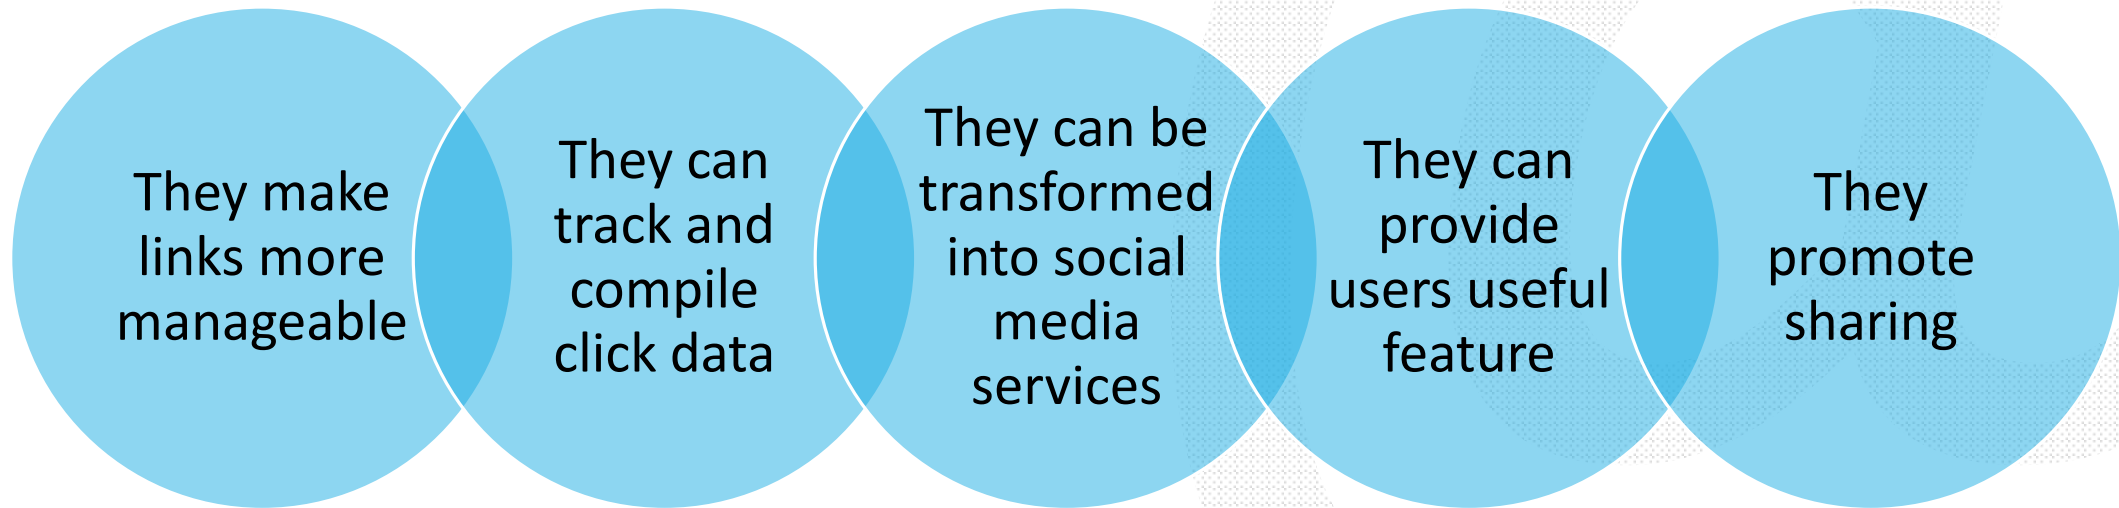 They make
links more
manageable
They can
track and
compile
click data
They can be
transformed
into social
media
services
They can
provide
users useful
feature
They
promote
sharing